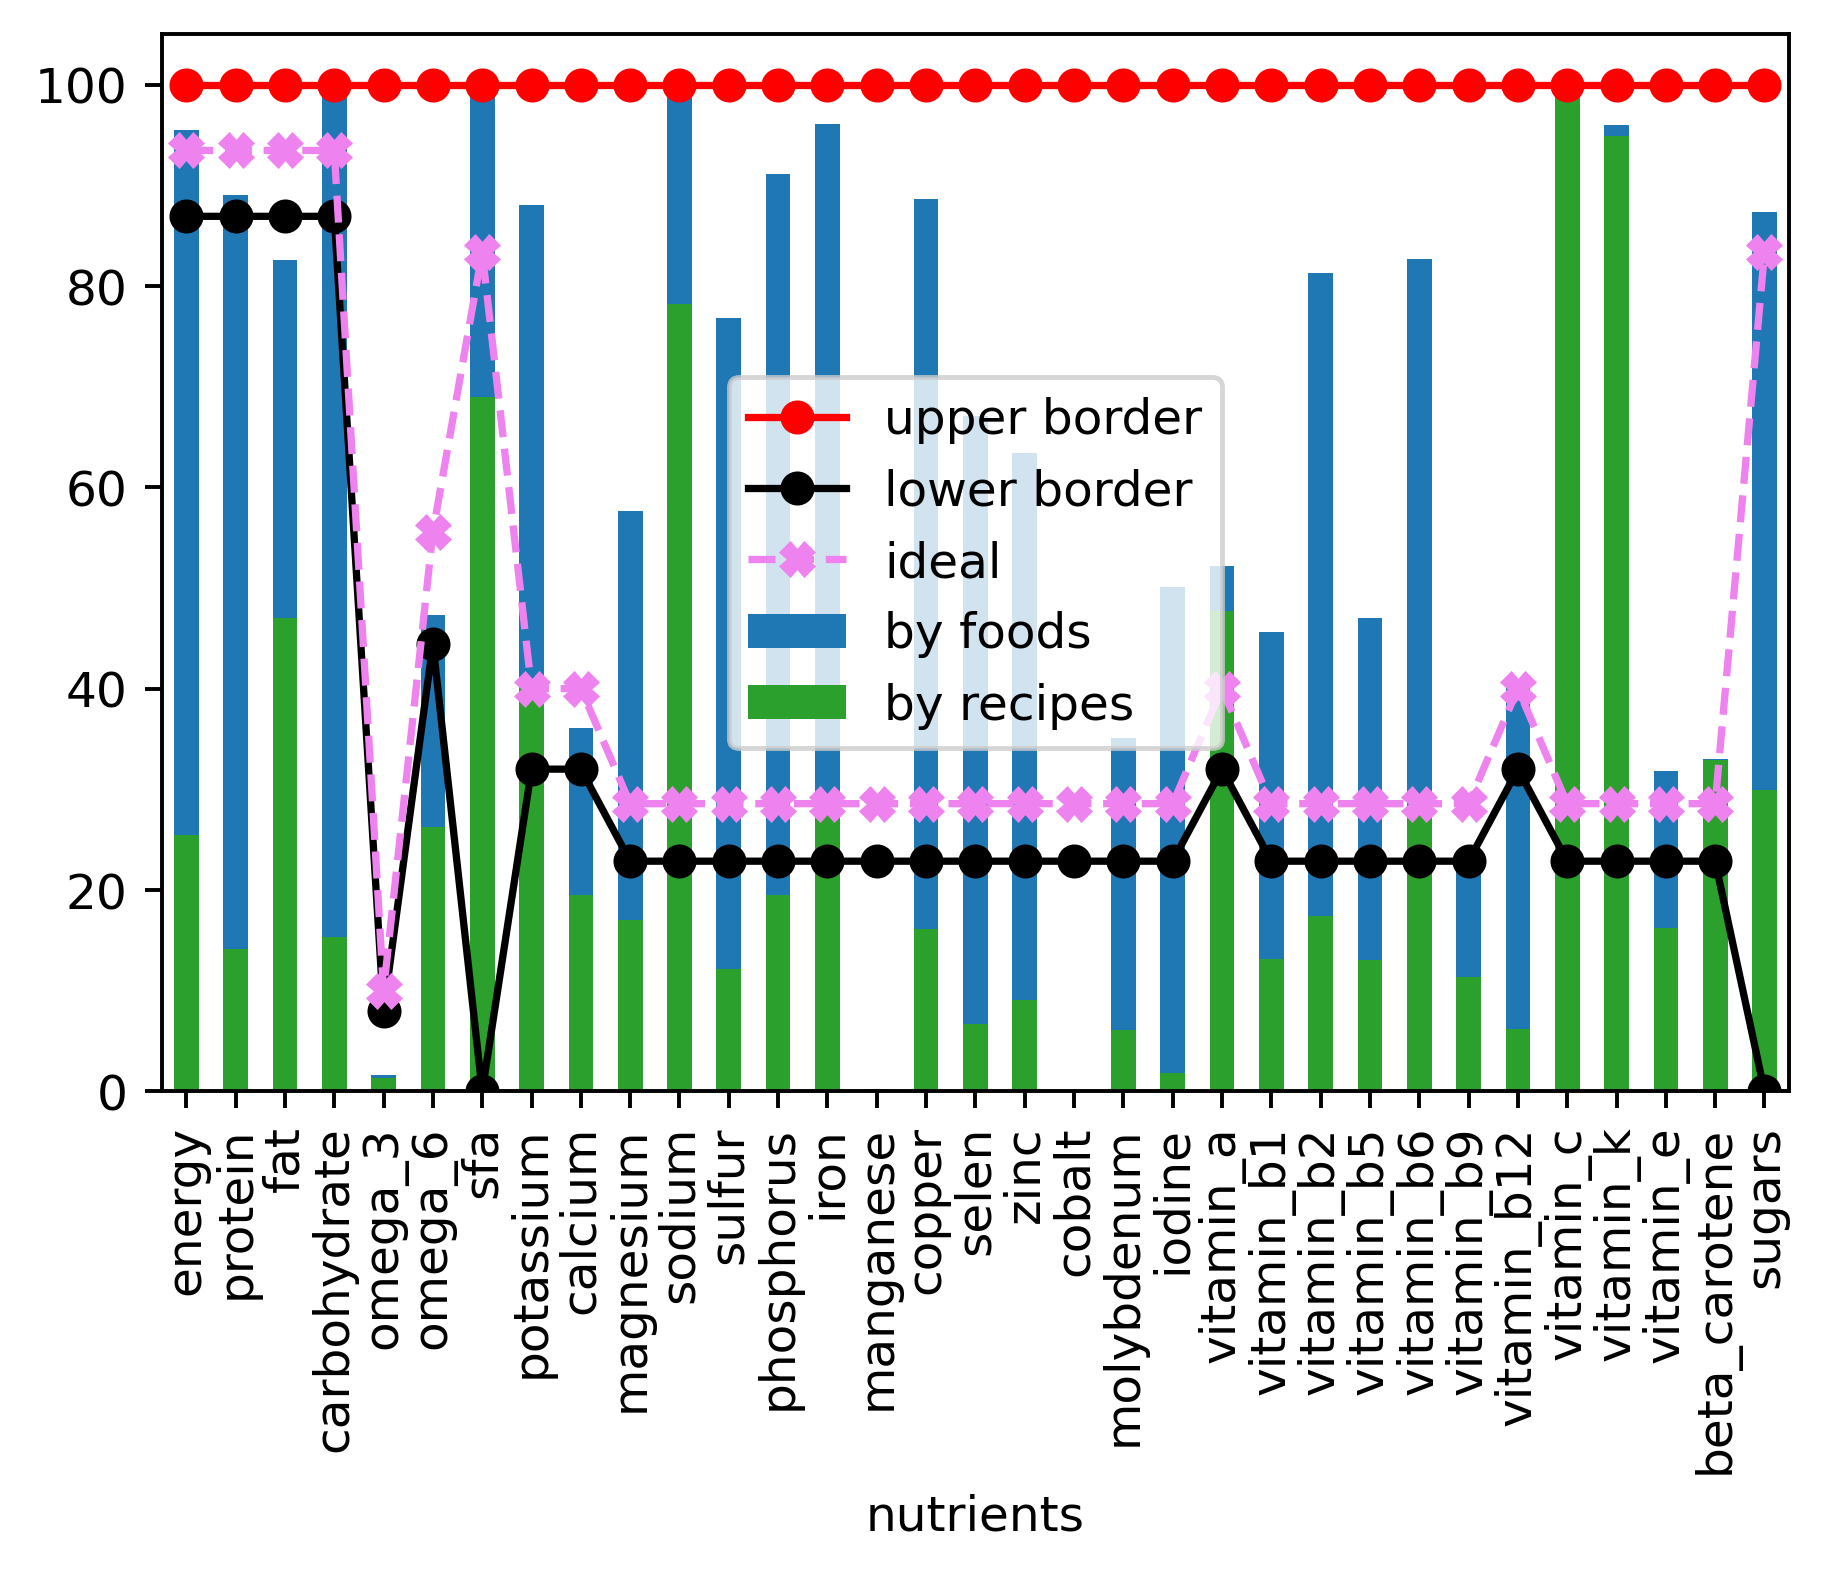 100
80
60
40
20
0
upper border
lower border
ideal
by foods
by recipes
energy
protein
fat
carbohydrate
omega_3
omega_6
sfa
potassium
calcium
magnesium
sodium
sulfur
phosphorus
iron
manganese
copper
selen
zinc
cobalt
molybdenum
iodine
vitamin_a
vitamin_b1
vitamin_b2
vitamin_b5
vitamin_b6
vitamin_b9
vitamin_b12
vitamin_c
vitamin_k
vitamin_e
beta_carotene
sugars
nutrients